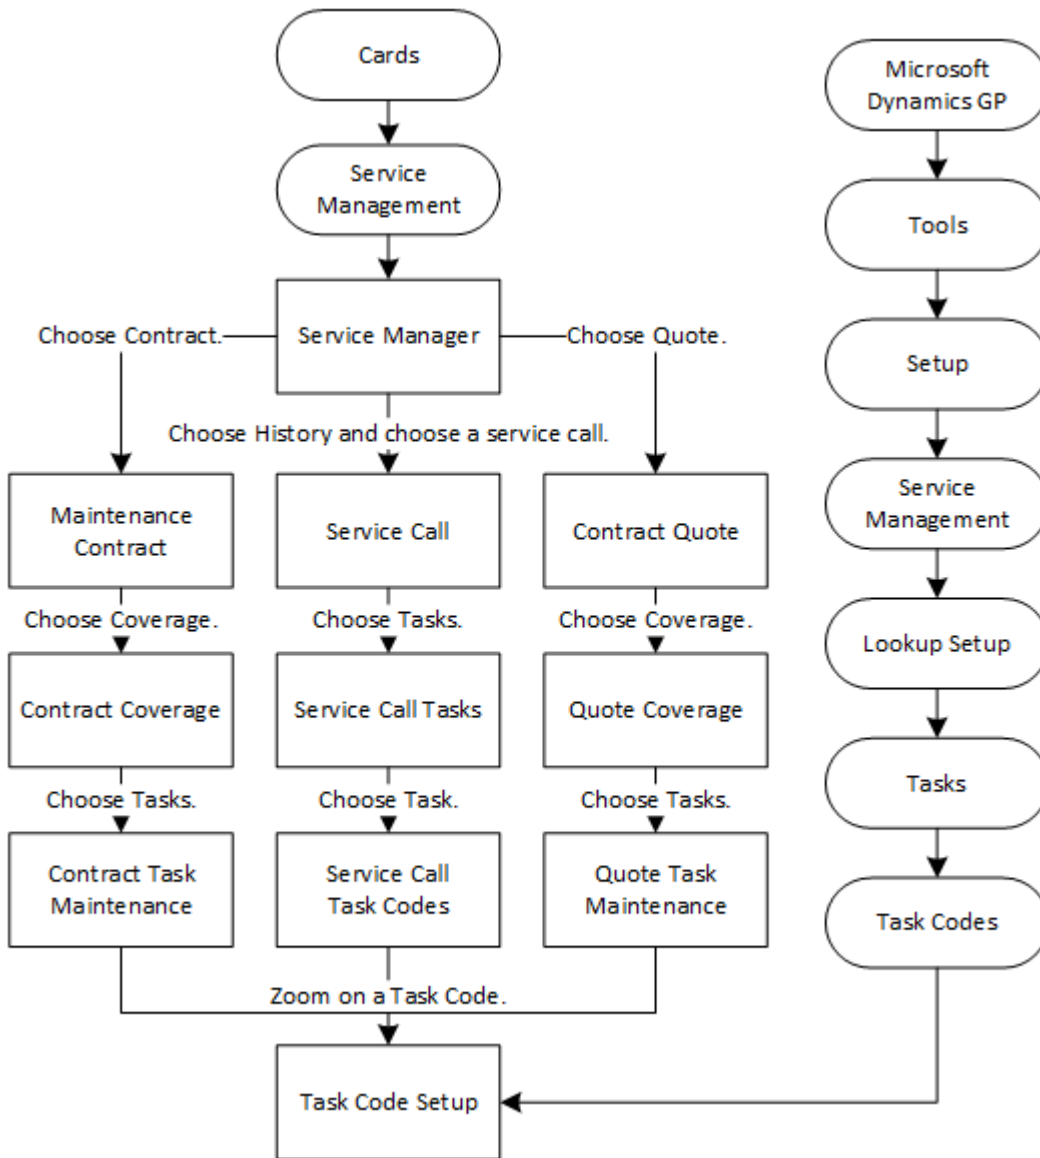 Cards
Service
Management
Service Manager
Choose Contract.
Choose Quote.
Choose History and choose a service call.
Maintenance
Contract
Service Call
Contract Quote
Choose Coverage.
Choose Tasks.
Choose Coverage.
Contract Coverage
Service Call Tasks
Quote Coverage
Choose Tasks.
Choose Task.
Choose Tasks.
Contract Task
Maintenance
Service Call
Task Codes
Quote Task
Maintenance
Zoom on a Task Code.
Task Code Setup
Microsoft
Dynamics GP
Tools
Setup
Service
Management
Lookup Setup
Tasks
Task Codes